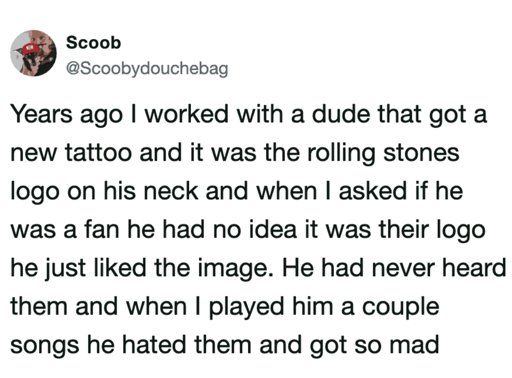 Scoob
@Scoobydouchebag
Years ago I worked with a dude that got a
new tattoo and it was the rolling stones
logo on his neck and when I asked if he
was a fan he had no idea it was their logo
he just liked the image. He had never heard
them and when I played him a couple
songs he hated them and got so mad